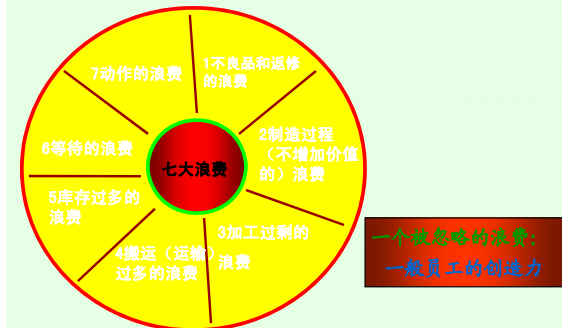 1不良品和返修
的浪费
2制造过程
（不增加价值
的）浪费
3加工过剩的
浪费
4搬运（运输）
过多的浪费
5库存过多的
浪费
6等待的浪费
7动作的浪费
七大浪费
一个被忽略的浪费：
一般员工的创造力